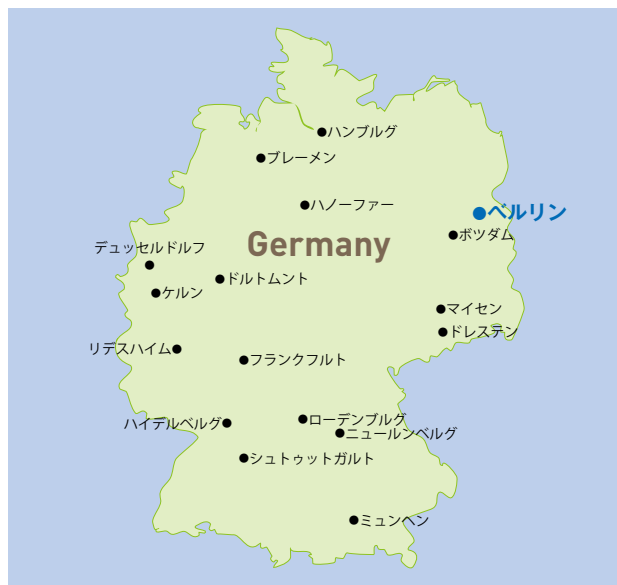 ハンブルグ
ブレーメン
ハノーファー
ベルリン
ボツダム
Germany
デュッセルドルフ
ドルトムント
ケルン
マイセン
ドレステン
リデスハイム
フランクフルト
ハイデルベルグ
ローデンブルグ
ニュールンベルグ
シュトゥットガルト
ミュンヘン